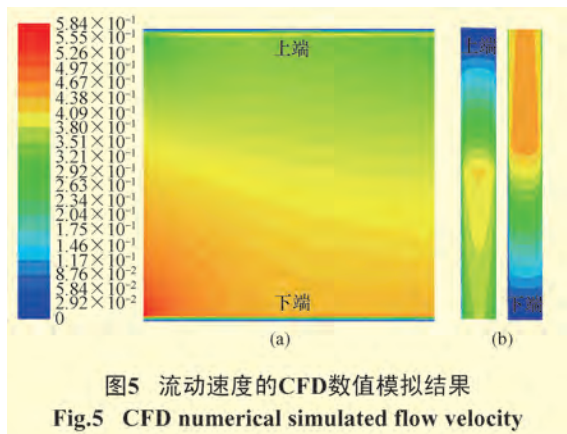 5.84×10⁻¹
5.55×10⁻¹
5.26×10⁻¹
4.97×10⁻¹
4.67×10⁻¹
4.38×10⁻¹
4.09×10⁻¹
3.80×10⁻¹
3.51×10⁻¹
3.21×10⁻¹
2.92×10⁻¹
2.63×10⁻¹
2.34×10⁻¹
2.04×10⁻¹
1.75×10⁻¹
1.46×10⁻¹
1.17×10⁻¹
8.76×10⁻²
5.84×10⁻²
2.92×10⁻²
0
上端
下端
(a)
上端
下端
(b)
图5 流动速度的CFD数值模拟结果
Fig.5 CFD numerical simulated flow velocity